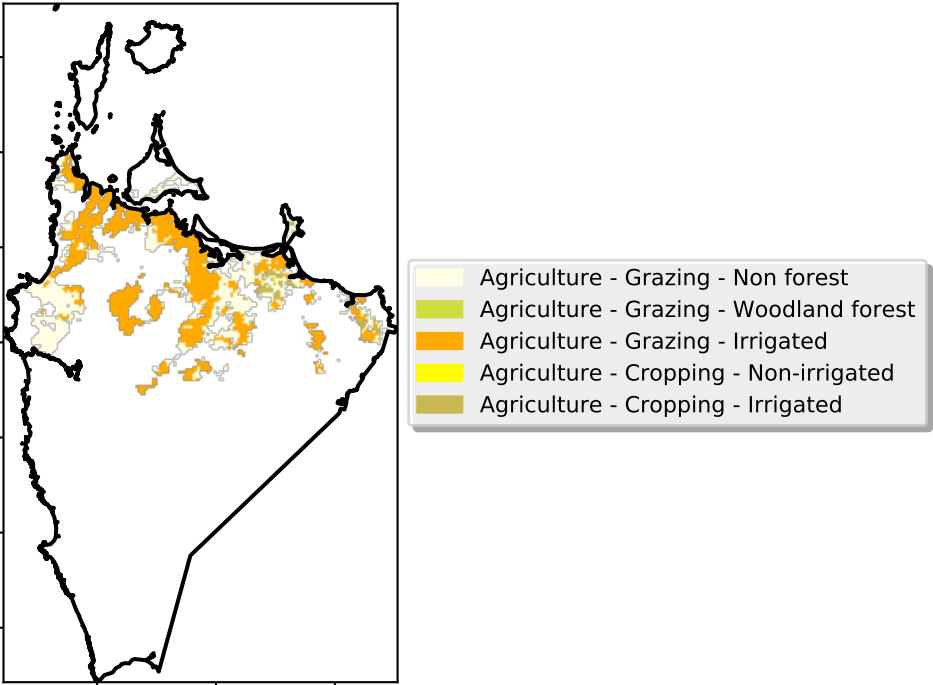 Agriculture - Grazing - Non forest
Agriculture - Grazing - Woodland forest
Agriculture - Grazing - Irrigated
Agriculture - Cropping - Non-irrigated
Agriculture - Cropping - Irrigated